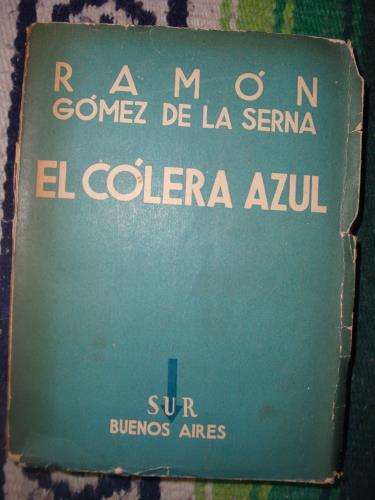 RAMÓN
GÓMEZ DE LA SERNA
EL CÓLERA AZUL
SUR
BUENOS AIRES